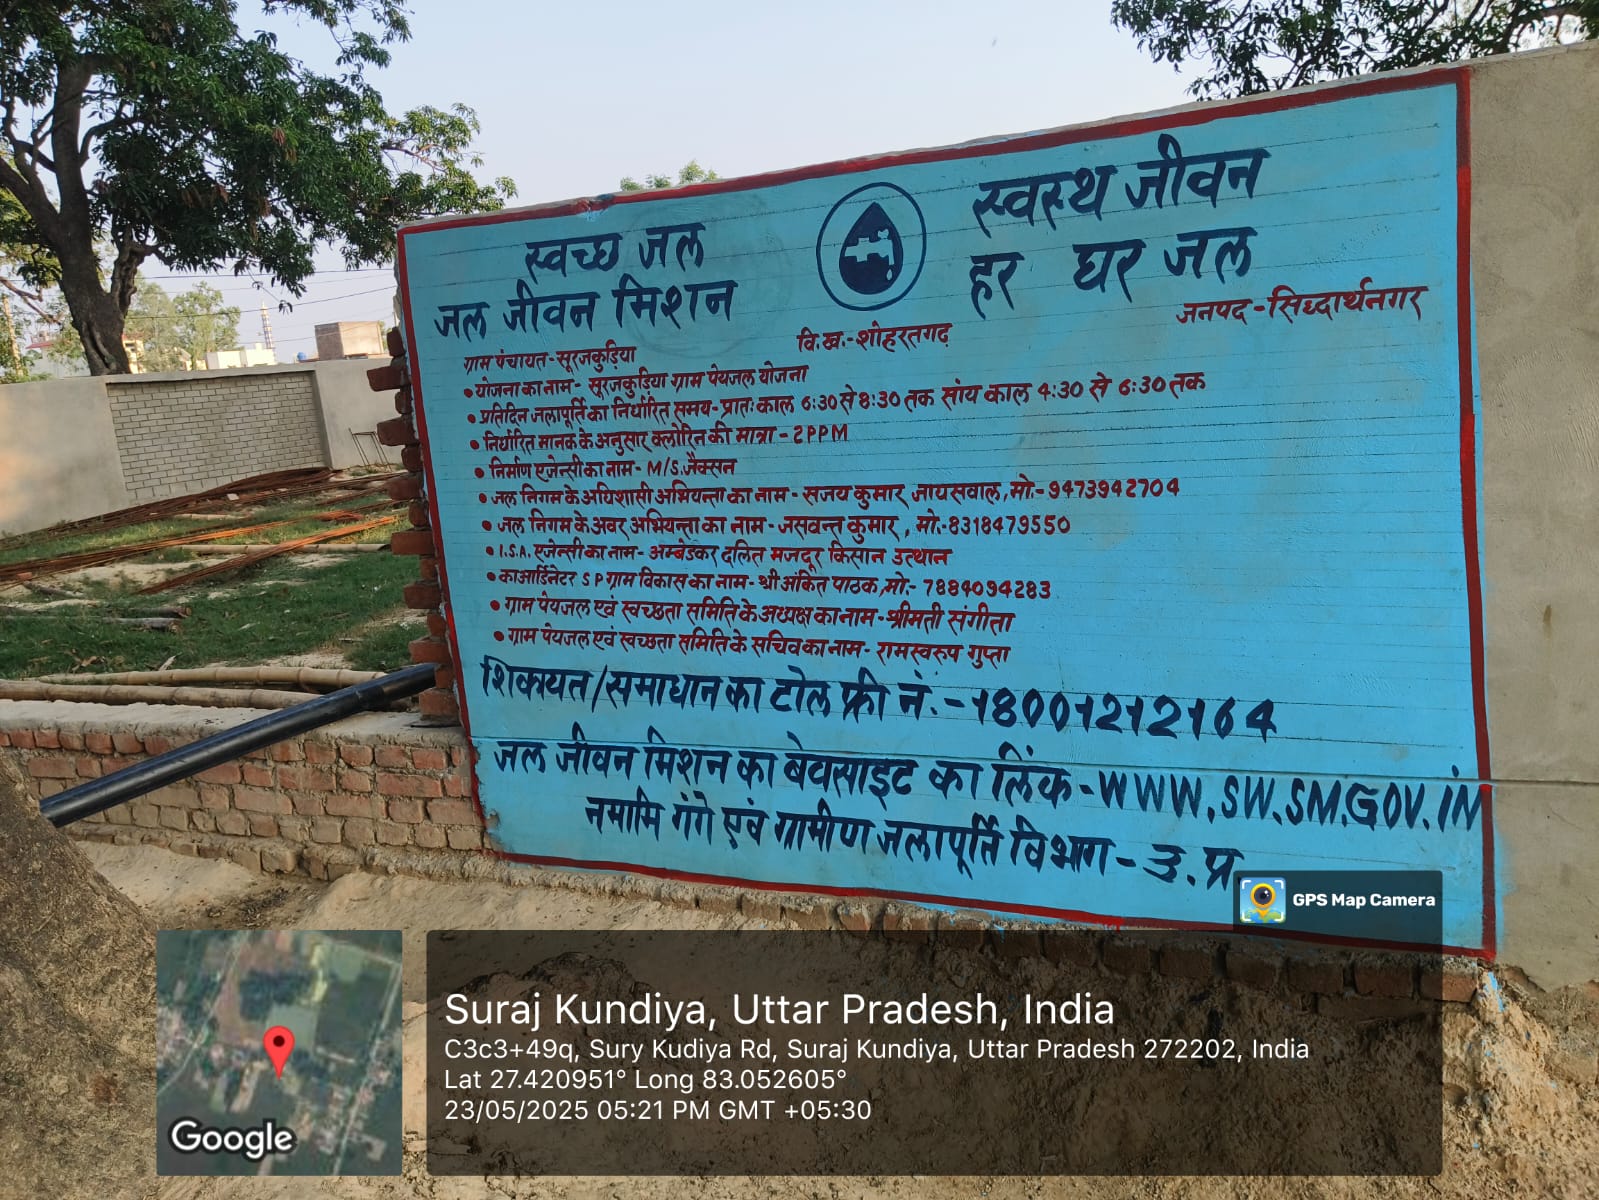 स्वच्छ जल
जल जीवन मिशन
स्वस्थ जीवन
हर घर जल
ग्राम पंचायत-सूरजकुड़िया
वि.ख.-शोहरतगढ़
जनपद-सिद्धार्थनगर
•योजना का नाम- सूरजकुड़िया ग्राम पेयजल योजना
•प्रतिदिन जलापूर्ति का निर्धारित समय-प्रातः काल 6:30 से 8:30 तक सांय काल 4:30 से 6:30 तक
•निर्धारित मानक के अनुसार क्लोरिन की मात्रा-2PPM
•निर्माण एजेन्सी का नाम- M/S.जैक्सन
•जल निगम के अधिशासी अभियन्ता का नाम - संजय कुमार जायसवाल, मो.-9473942704
•जल निगम के अवर अभियन्ता का नाम-जसवन्त कुमार, मो.-8318479550
•I.S.A. एजेन्सी का नाम- अम्बेडकर दलित मजदूर किसान उत्थान
•काआर्डिनेटर S P ग्राम विकास का नाम-श्री अंकित पाठक, मो.- 7884094283
•ग्राम पेयजल एवं स्वच्छता समिति के अध्यक्ष का नाम-श्रीमती संगीता
•ग्राम पेयजल एवं स्वच्छता समिति के सचिव का नाम- रामस्वरुप गुप्ता
शिकायत/समाधान का टोल फ्री नं.-18001212164
जल जीवन मिशन का बेवसाइट का लिंक-WWW.SW.SM.GOV.IN
नमामि गंगे एवं ग्रामीण जलापूर्ति विभाग-उ.प्र
GPS Map Camera
Suraj Kundiya, Uttar Pradesh, India
C3c3+49q, Sury Kudiya Rd, Suraj Kundiya, Uttar Pradesh 272202, India
Lat 27.420951° Long 83.052605°
23/05/2025 05:21 PM GMT +05:30
Google